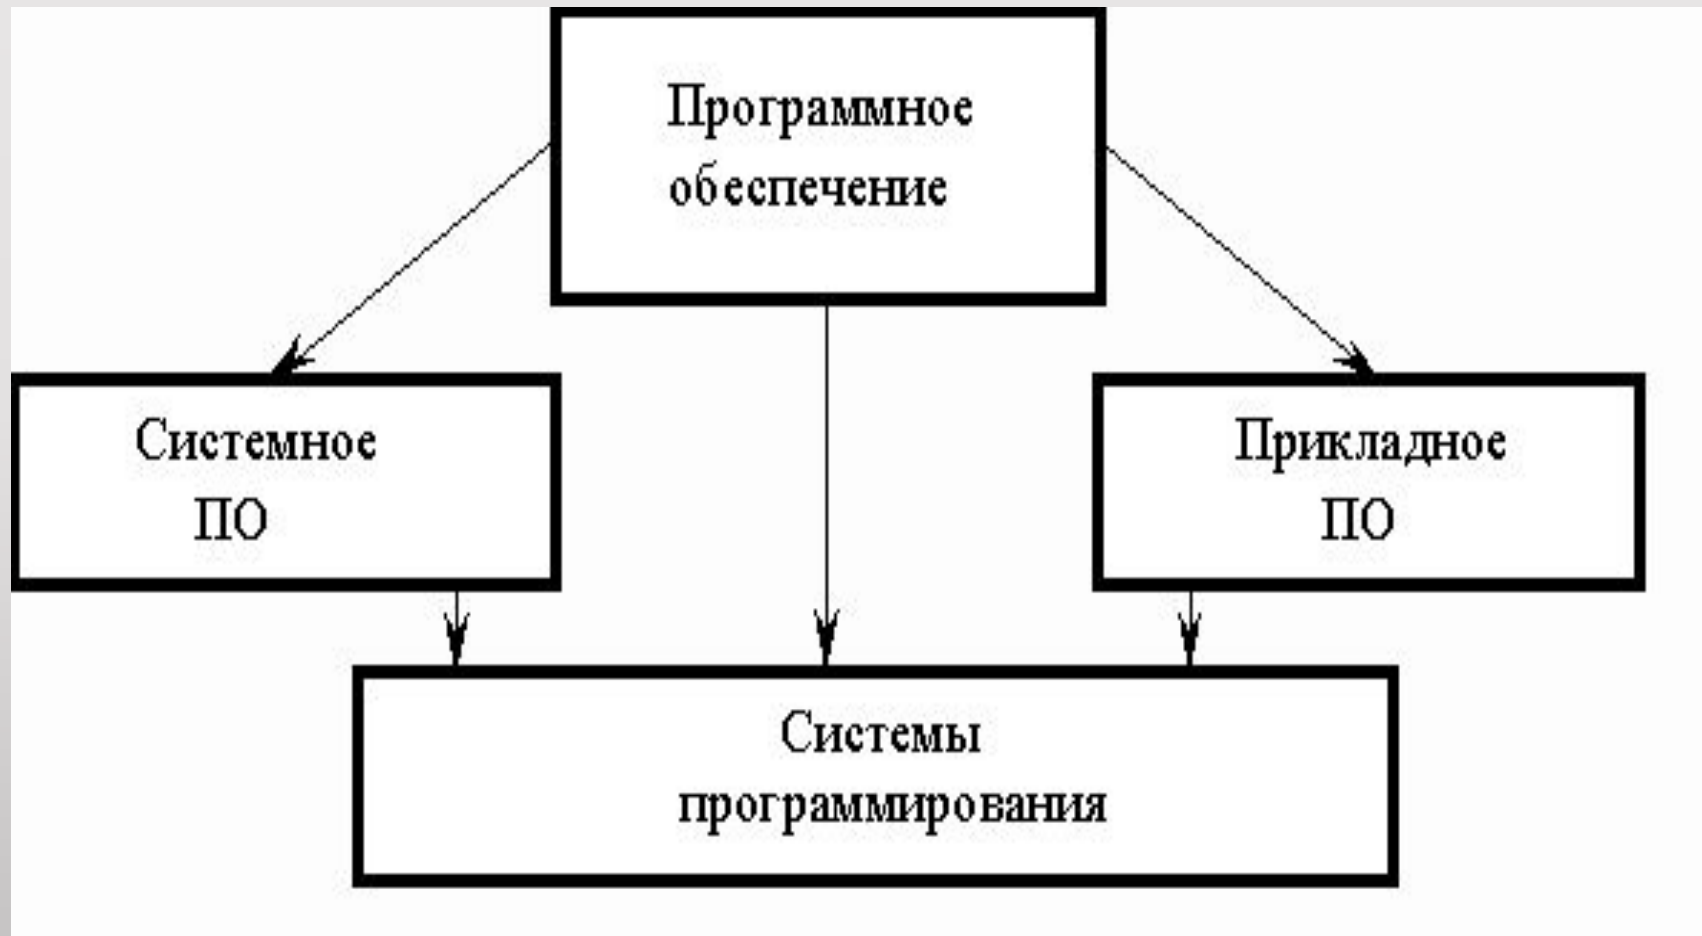 Программное
обеспечение
Системное
ПО
Прикладное
ПО
Системы
программирования